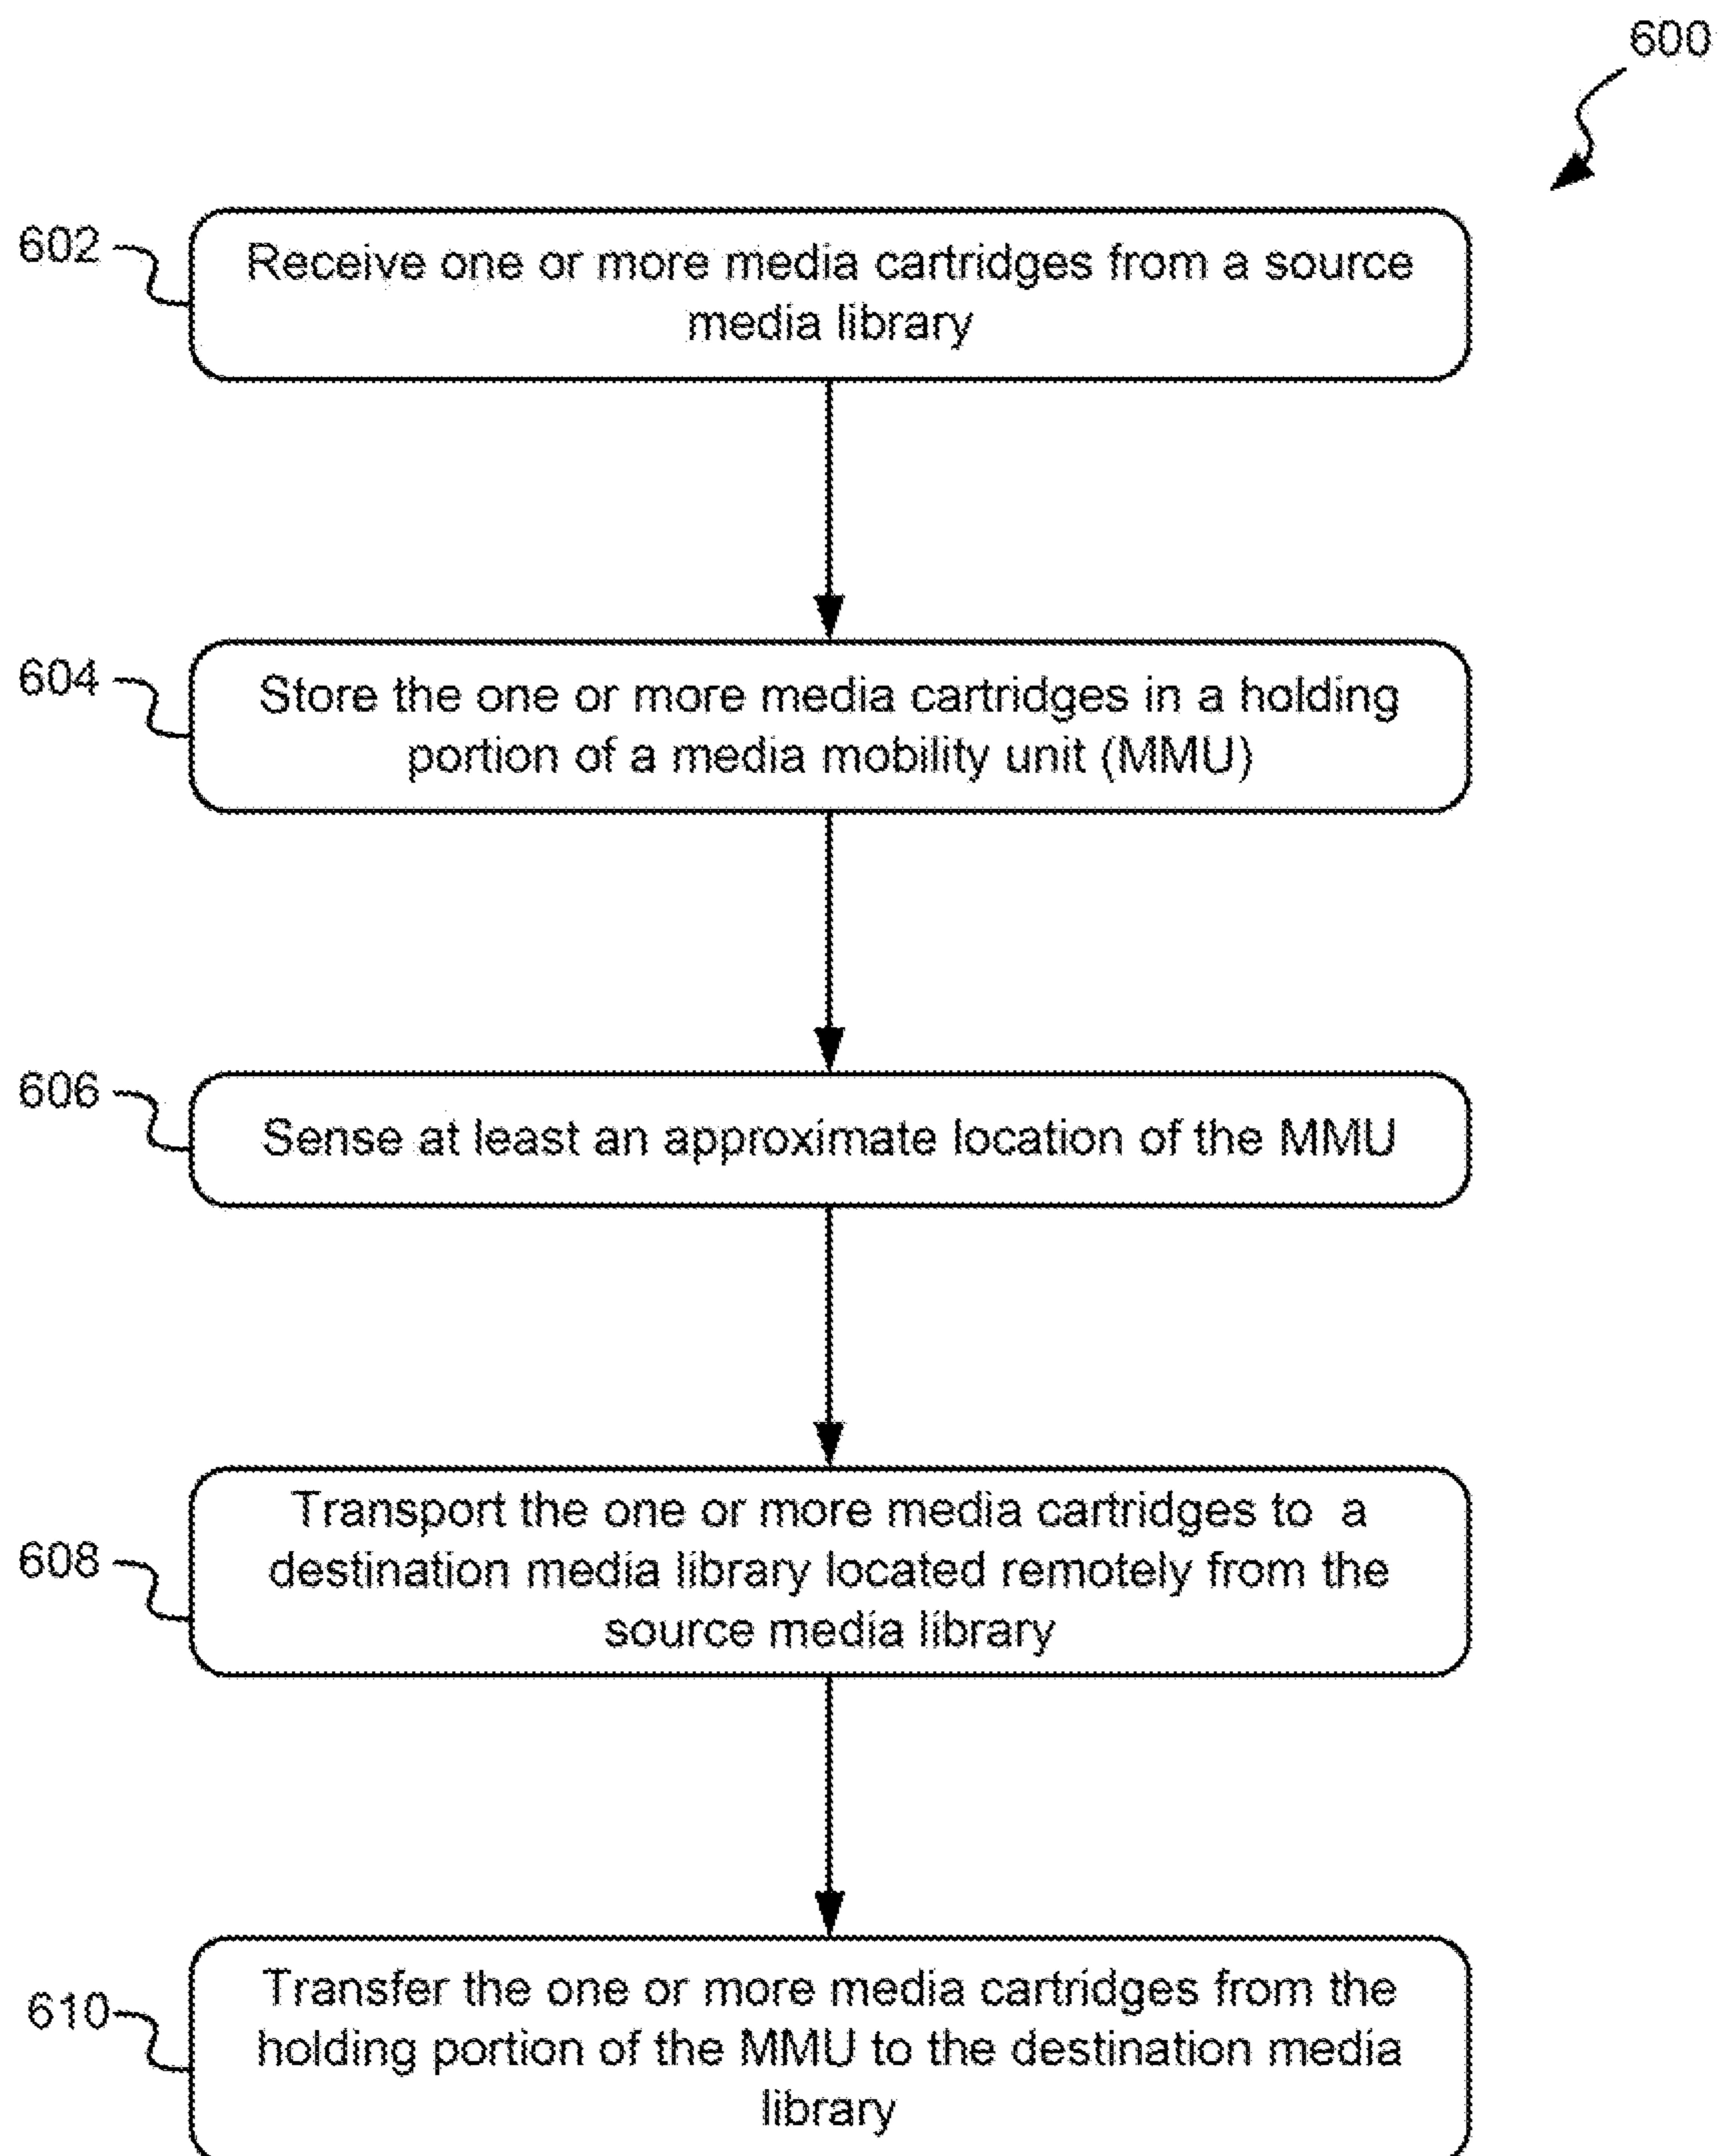 600
602
Receive one or more media cartridges from a source
media library
604
Store the one or more media cartridges in a holding
portion of a media mobility unit (MMU)
606
Sense at least an approximate location of the MMU
608
Transport the one or more media cartridges to a
destination media library located remotely from the
source media library
610
Transfer the one or more media cartridges from the
holding portion of the MMU to the destination media
library